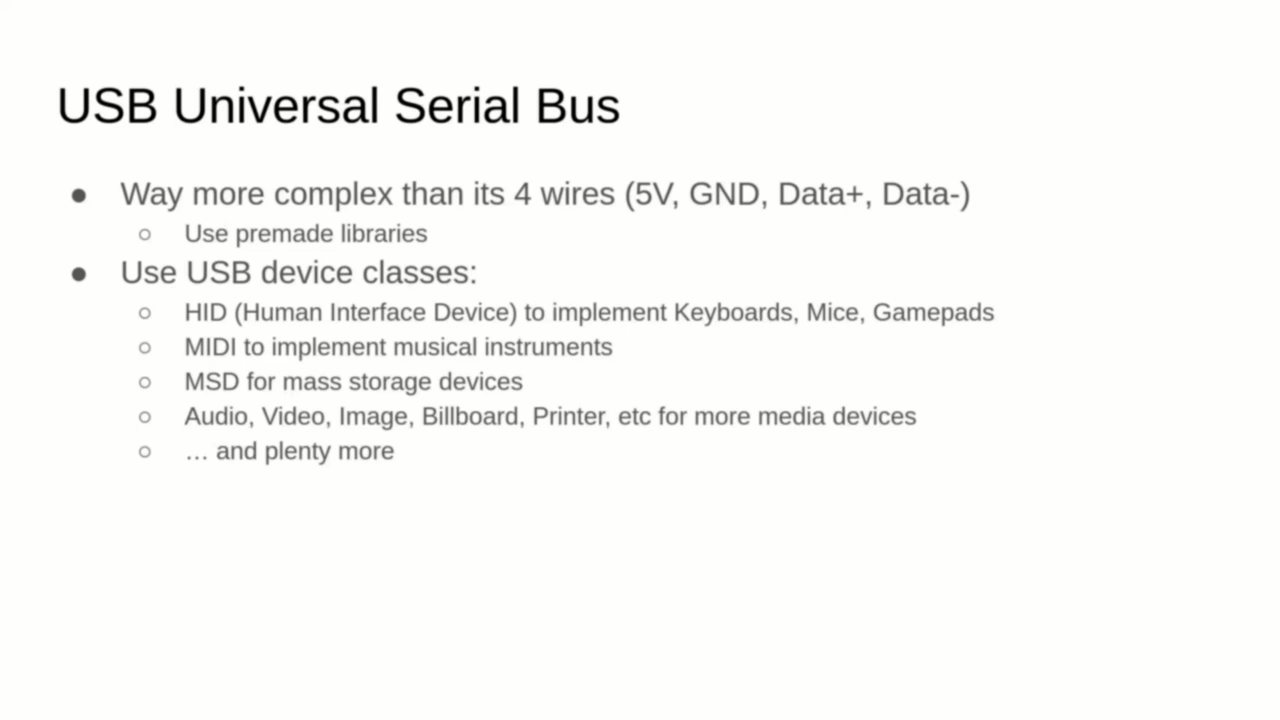 USB Universal Serial Bus
● Way more complex than its 4 wires (5V, GND, Data+, Data-)
○ Use premade libraries
● Use USB device classes:
○ HID (Human Interface Device) to implement Keyboards, Mice, Gamepads
○ MIDI to implement musical instruments
○ MSD for mass storage devices
○ Audio, Video, Image, Billboard, Printer, etc for more media devices
○ … and plenty more